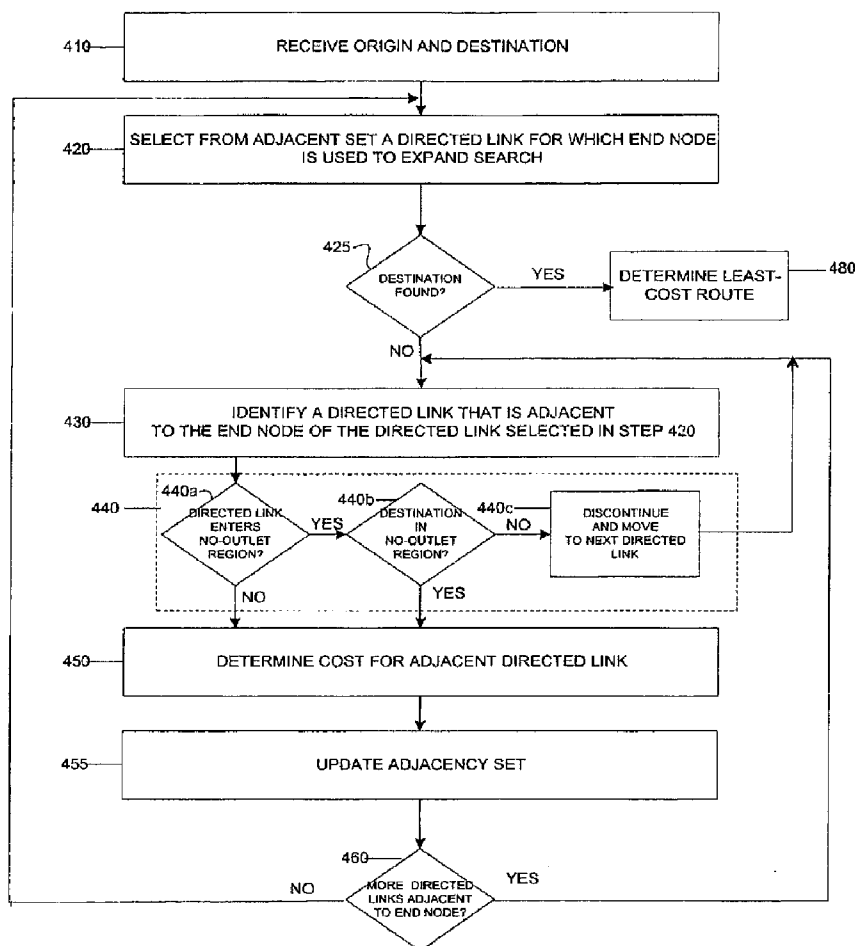 410
RECEIVE ORIGIN AND DESTINATION
420
SELECT FROM ADJACENT SET A DIRECTED LINK FOR WHICH END NODE
IS USED TO EXPAND SEARCH
425
DESTINATION
FOUND?
YES
DETERMINE LEAST-
COST ROUTE
480
NO
430
IDENTIFY A DIRECTED LINK THAT IS ADJACENT
TO THE END NODE OF THE DIRECTED LINK SELECTED IN STEP 420
440
440a
DIRECTED LINK
ENTERS
NO-OUTLET
REGION?
YES
440b
DESTINATION
IN
NO-OUTLET
REGION?
NO
440c
DISCONTINUE
AND MOVE
TO NEXT DIRECTED
LINK
NO
YES
450
DETERMINE COST FOR ADJACENT DIRECTED LINK
455
UPDATE ADJACENCY SET
460
NO
MORE DIRECTED
LINKS ADJACENT
TO END NODE?
YES